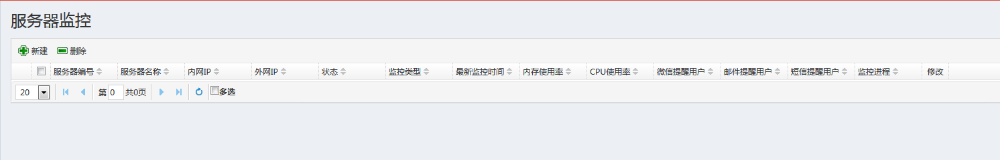 服务器监控
新建 删除
服务器编号 服务器名称 内网IP 外网IP 状态 监控类型 最新监控时间 内存使用率 CPU使用率 微信提醒用户 邮件提醒用户 短信提醒用户 监控进程 修改
20 第 0 共0页 多选